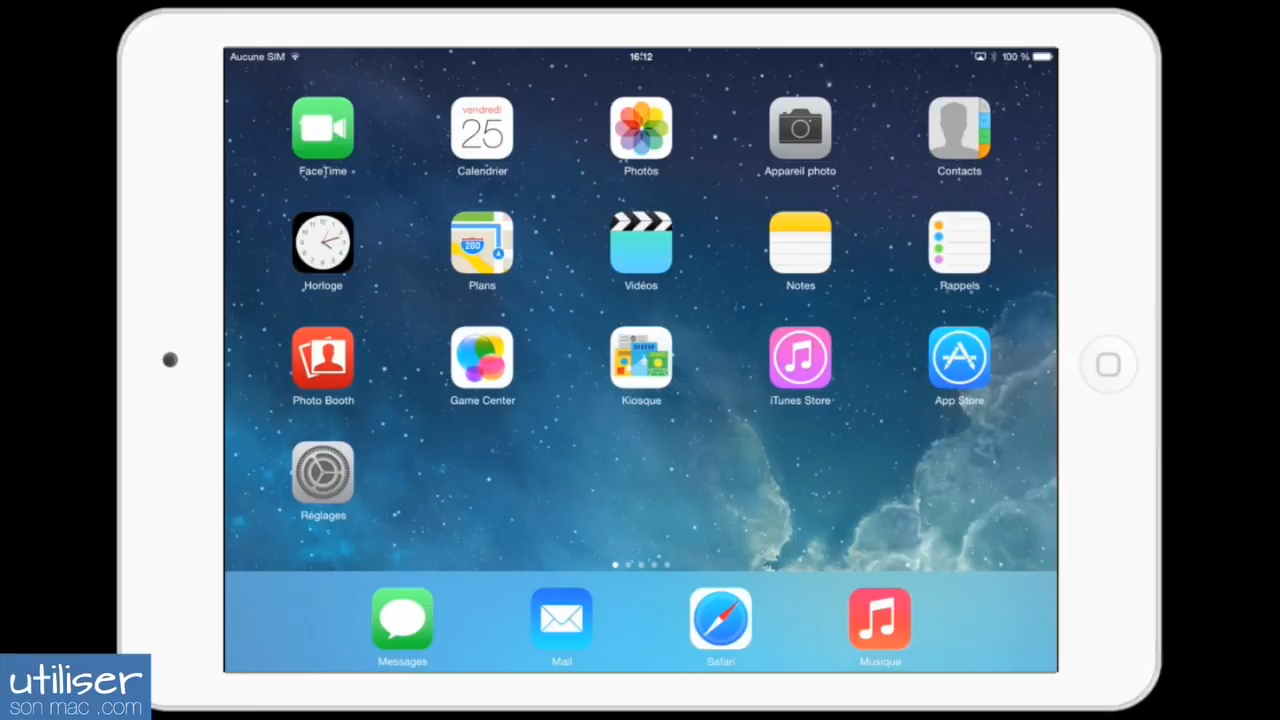 Aucune SIM 16:12 100 %
vendredi
25
FaceTime Calendrier Photos Appareil photo Contacts
280
Horloge Plans Vidéos Notes Rappels
Photo Booth Game Center Kiosque iTunes Store App Store
Réglages
Messages Mail Safari Musique
utiliser
son mac .com